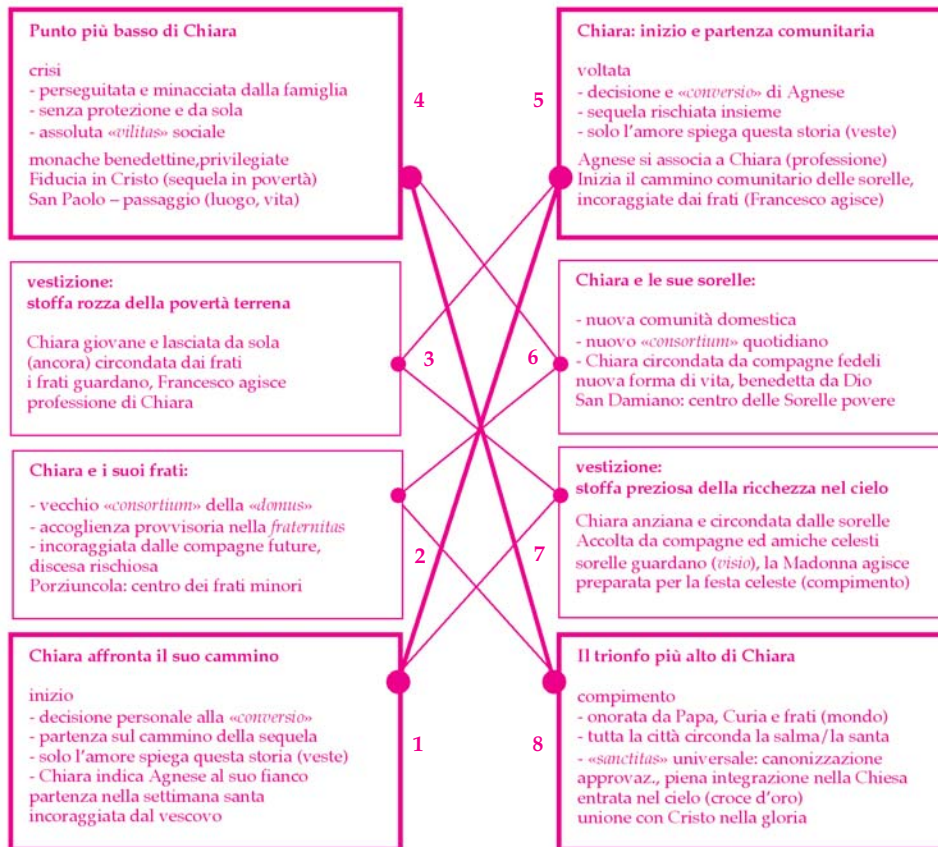 Punto più basso di Chiara
crisi
- perseguitata e minacciata dalla famiglia
- senza protezione e da sola
- assoluta «vilitas» sociale
monache benedettine,privilegiate
Fiducia in Cristo (sequela in povertà)
San Paolo – passaggio (luogo, vita)
4
5
Chiara: inizio e partenza comunitaria
voltata
- decisione e «conversio» di Agnese
- sequela rischiata insieme
- solo l'amore spiega questa storia (veste)
Agnese si associa a Chiara (professione)
Inizia il cammino comunitario delle sorelle,
incoraggiate dai frati (Francesco agisce)
vestizione:
stoffa rozza della povertà terrena
Chiara giovane e lasciata da sola
(ancora) circondata dai frati
i frati guardano, Francesco agisce
professione di Chiara
3
6
Chiara e le sue sorelle:
- nuova comunità domestica
- nuovo «consortium» quotidiano
- Chiara circondata da compagne fedeli
nuova forma di vita, benedetta da Dio
San Damiano: centro delle Sorelle povere
Chiara e i suoi frati:
- vecchio «consortium» della «domus»
- accoglienza provvisoria nella fraternitas
- incoraggiata dalle compagne future,
discesa rischiosa
Porziuncola: centro dei frati minori
2
7
vestizione:
stoffa preziosa della ricchezza nel cielo
Chiara anziana e circondata dalle sorelle
Accolta da compagne ed amiche celesti
sorelle guardano (visio), la Madonna agisce
preparata per la festa celeste (compimento)
Chiara affronta il suo cammino
inizio
- decisione personale alla «conversio»
- partenza sul cammino della sequela
- solo l'amore spiega questa storia (veste)
- Chiara indica Agnese al suo fianco
partenza nella settimana santa
incoraggiata dal vescovo
1
8
Il trionfo più alto di Chiara
compimento
- onorata da Papa, Curia e frati (mondo)
- tutta la città circonda la salma/la santa
- «sanctitas» universale: canonizzazione
approvaz., piena integrazione nella Chiesa
entrata nel cielo (croce d'oro)
unione con Cristo nella gloria